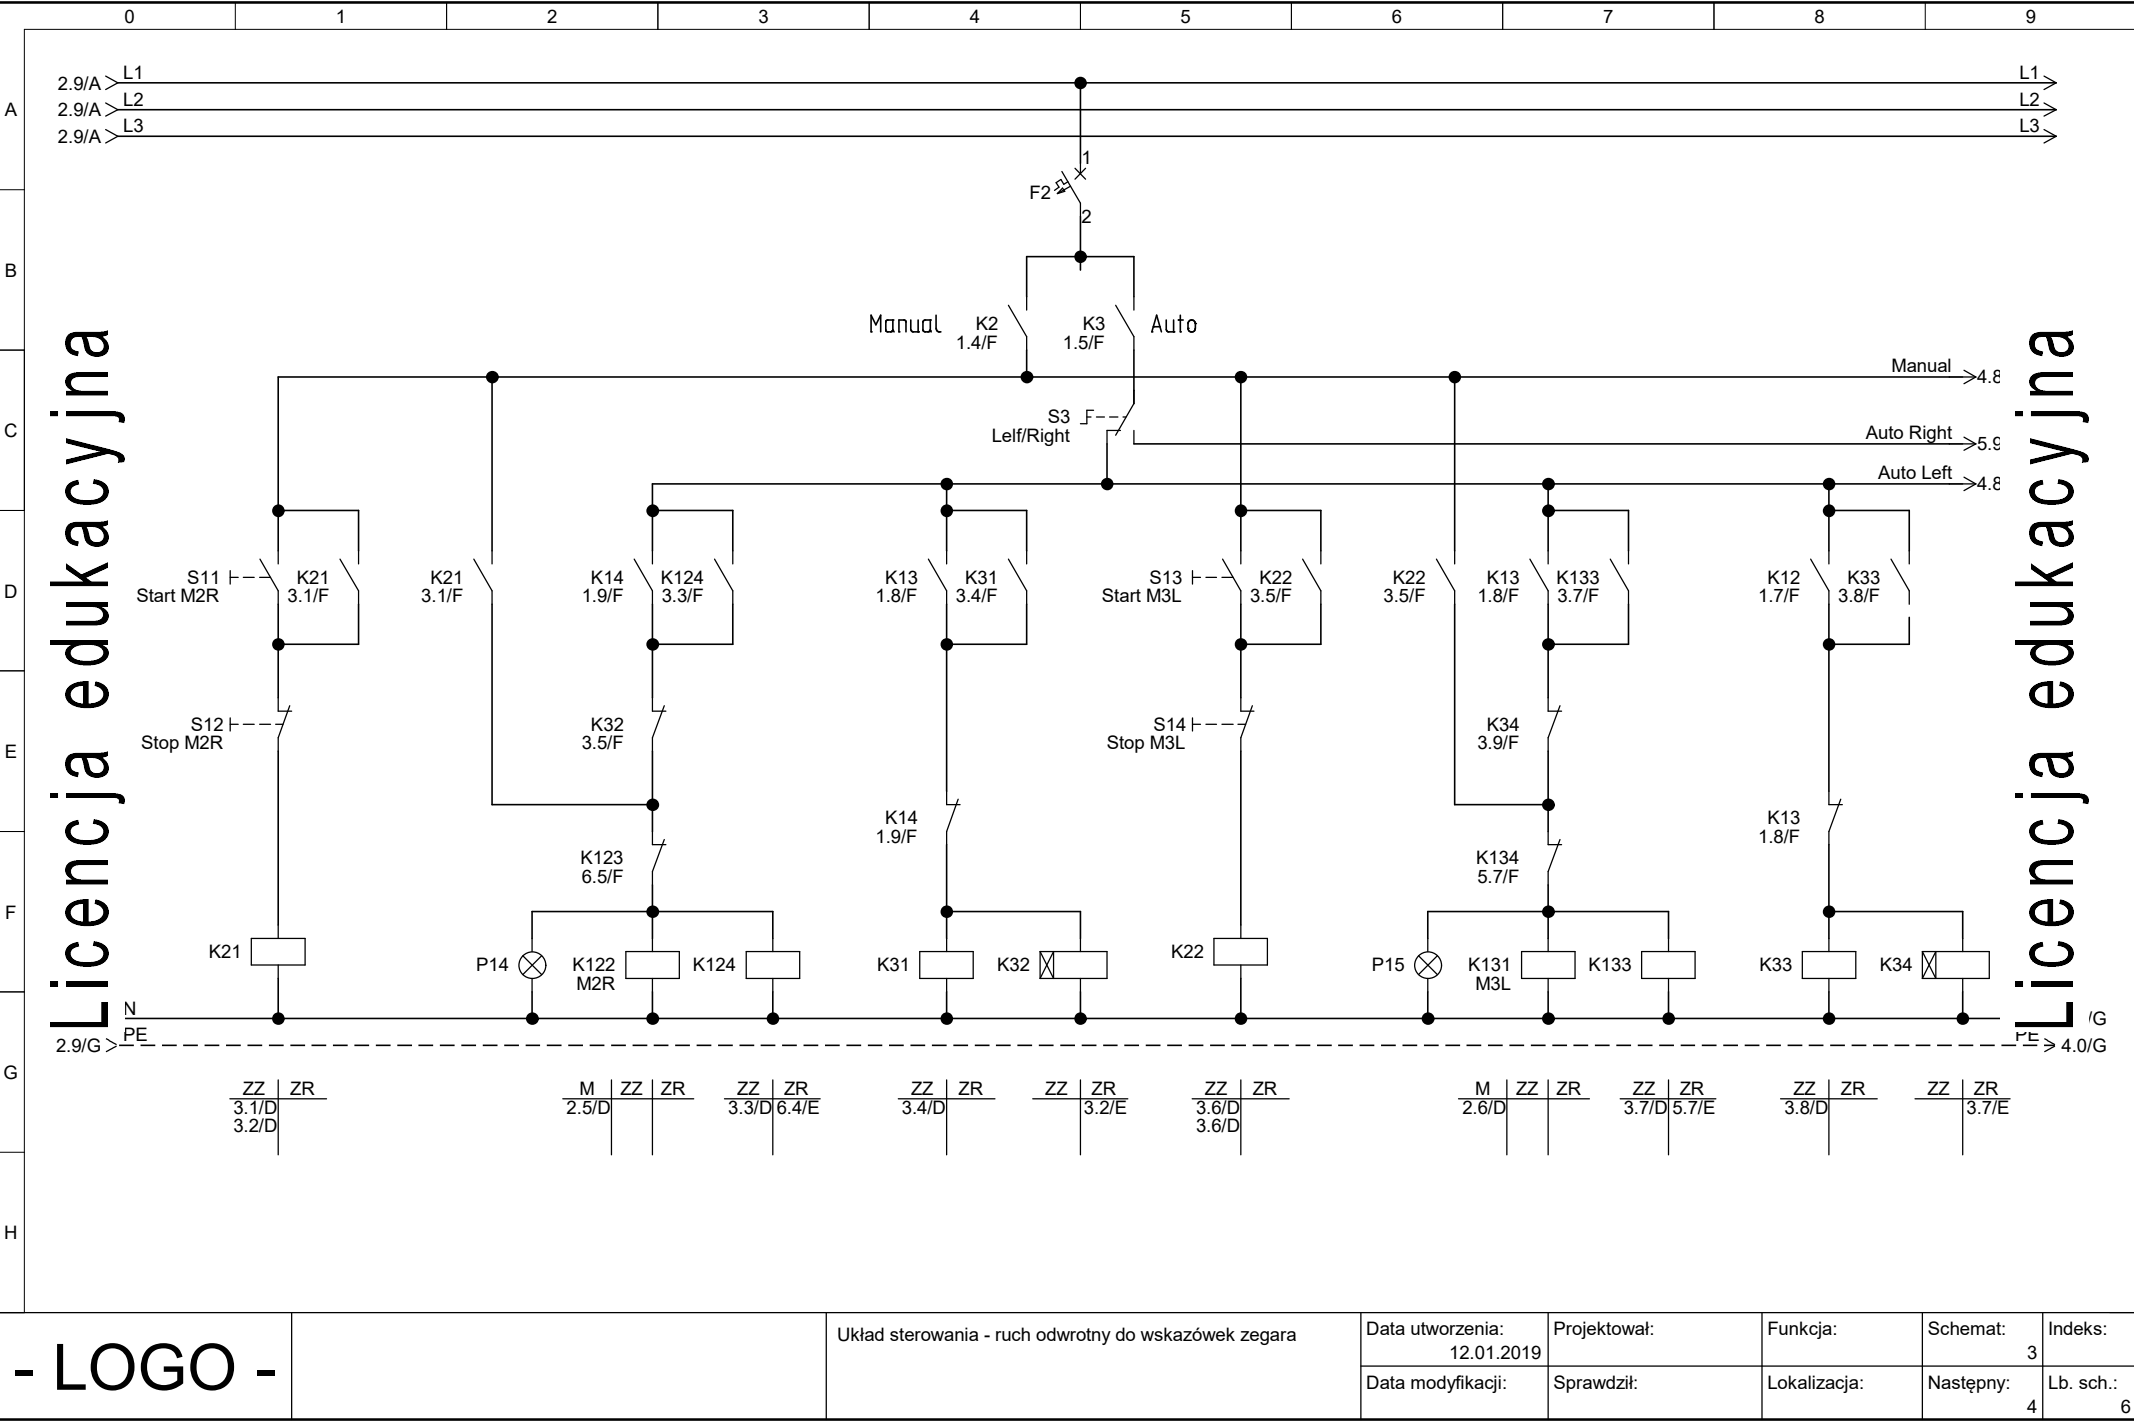 0 1 2 3 4 5 6 7 8 9
A
B
C
D
E
F
G
H
2.9/A L1 L1
2.9/A L2 L2
2.9/A L3 L3
1
F2
2
Manual K2 K3 Auto
1.4/F 1.5/F
Manual 4.8
S3
Lelf/Right
Auto Right 5.9
Auto Left 4.8
Licencja edukacyjna
Licencja edukacyjna
S11 K21 K21 K14 K124 K13 K31 S13 K22 K22 K13 K133 K12 K33
Start M2R 3.1/F 3.1/F 1.9/F 3.3/F 1.8/F 3.4/F Start M3L 3.5/F 3.5/F 1.8/F 3.7/F 1.7/F 3.8/F
S12 K32 S14 K34
Stop M2R 3.5/F Stop M3L 3.9/F
K14 K13
1.9/F 1.8/F
K123 K134
6.5/F 5.7/F
K21 P14 K122 K124 K31 K32 K22 P15 K131 K133 K33 K34
M2R M3L
N /G
2.9/G PE PE 4.0/G
ZZ ZR M ZZ ZR ZZ ZR ZZ ZR ZZ ZR ZZ ZR M ZZ ZR ZZ ZR ZZ ZR ZZ ZR
3.1/D 2.5/D 3.3/D 6.4/E 3.4/D 3.2/E 3.6/D 2.6/D 3.7/D 5.7/E 3.8/D 3.7/E
3.2/D 3.6/D
- LOGO -
Układ sterowania - ruch odwrotny do wskazówek zegara
Data utworzenia: Projektował: Funkcja: Schemat: Indeks:
12.01.2019 3
Data modyfikacji: Sprawdził: Lokalizacja: Następny: Lb. sch.:
4 6